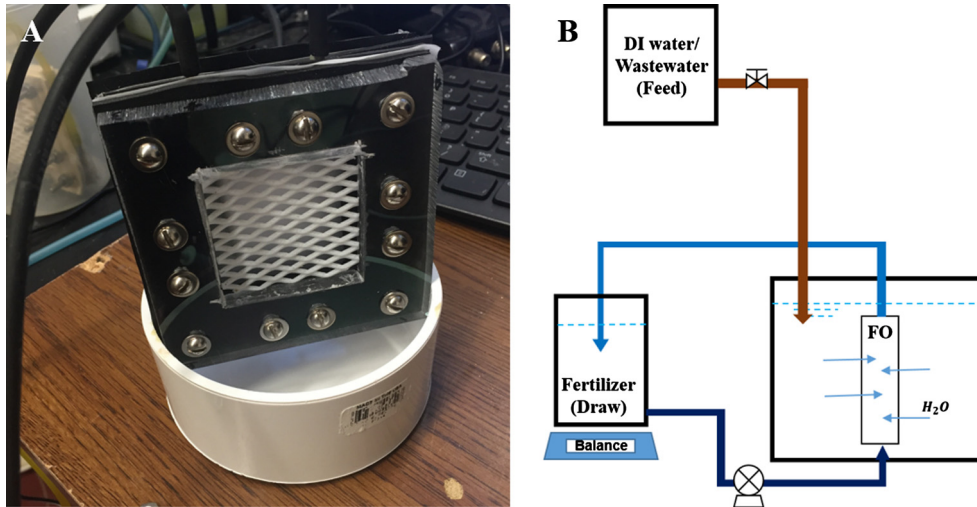 A
B
DI water/
Wastewater
(Feed)
FO
Fertilizer
(Draw)
H₂O
Balance